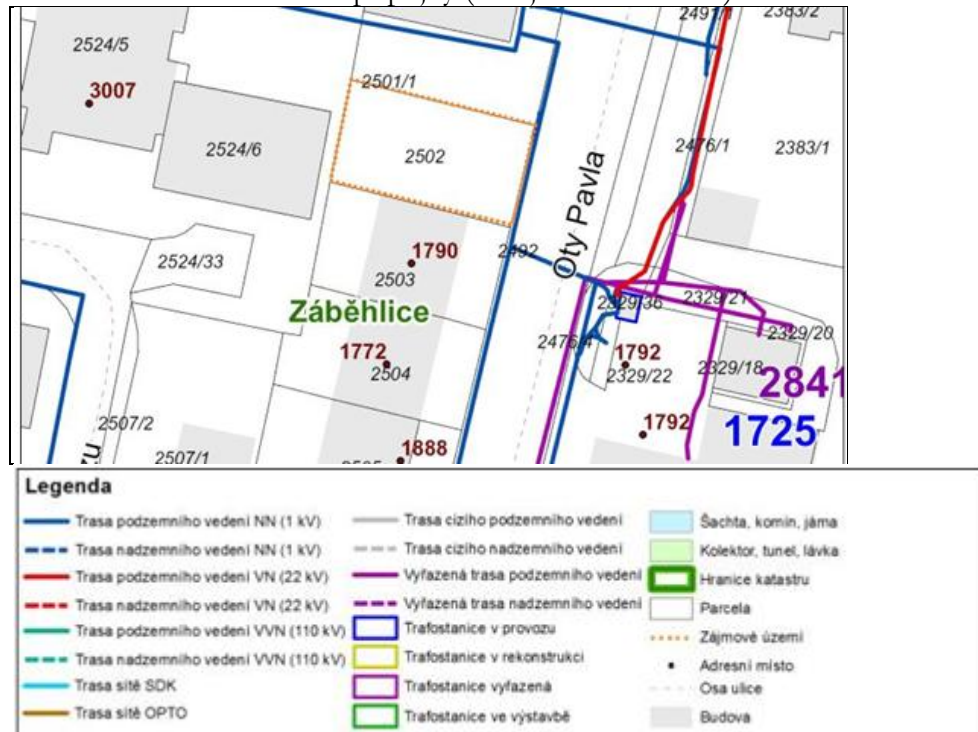 2524/5
2501/1
2491/1
2383/2
3007
2524/6
2502
2476/1
2383/1
Oty Pavla
1790
2492
2524/33
2503
Záběhlice
2329/36
2329/21
2476/4
2329/20
1772
2504
1792
2329/22
2329/18
2841
1792
1725
2507/2
2507/1
1888
Legenda
Trasa podzemního vedení NN (1 kV)
Trasa nadzemního vedení NN (1 kV)
Trasa podzemního vedení VN (22 kV)
Trasa nadzemního vedení VN (22 kV)
Trasa podzemního vedení VVN (110 kV)
Trasa nadzemního vedení VVN (110 kV)
Trasa sítě SDK
Trasa sítě OPTO
Trasa cizího podzemního vedení
Trasa cizího nadzemního vedení
Vyřazená trasa podzemního vedení
Vyřazená trasa nadzemního vedení
Trafostanice v provozu
Trafostanice v rekonstrukci
Trafostanice vyřazená
Trafostanice ve výstavbě
Šachta, komín, jáma
Kolektor, tunel, lávka
Hranice katastru
Parcela
Zájmové území
Adresní místo
Osa ulice
Budova